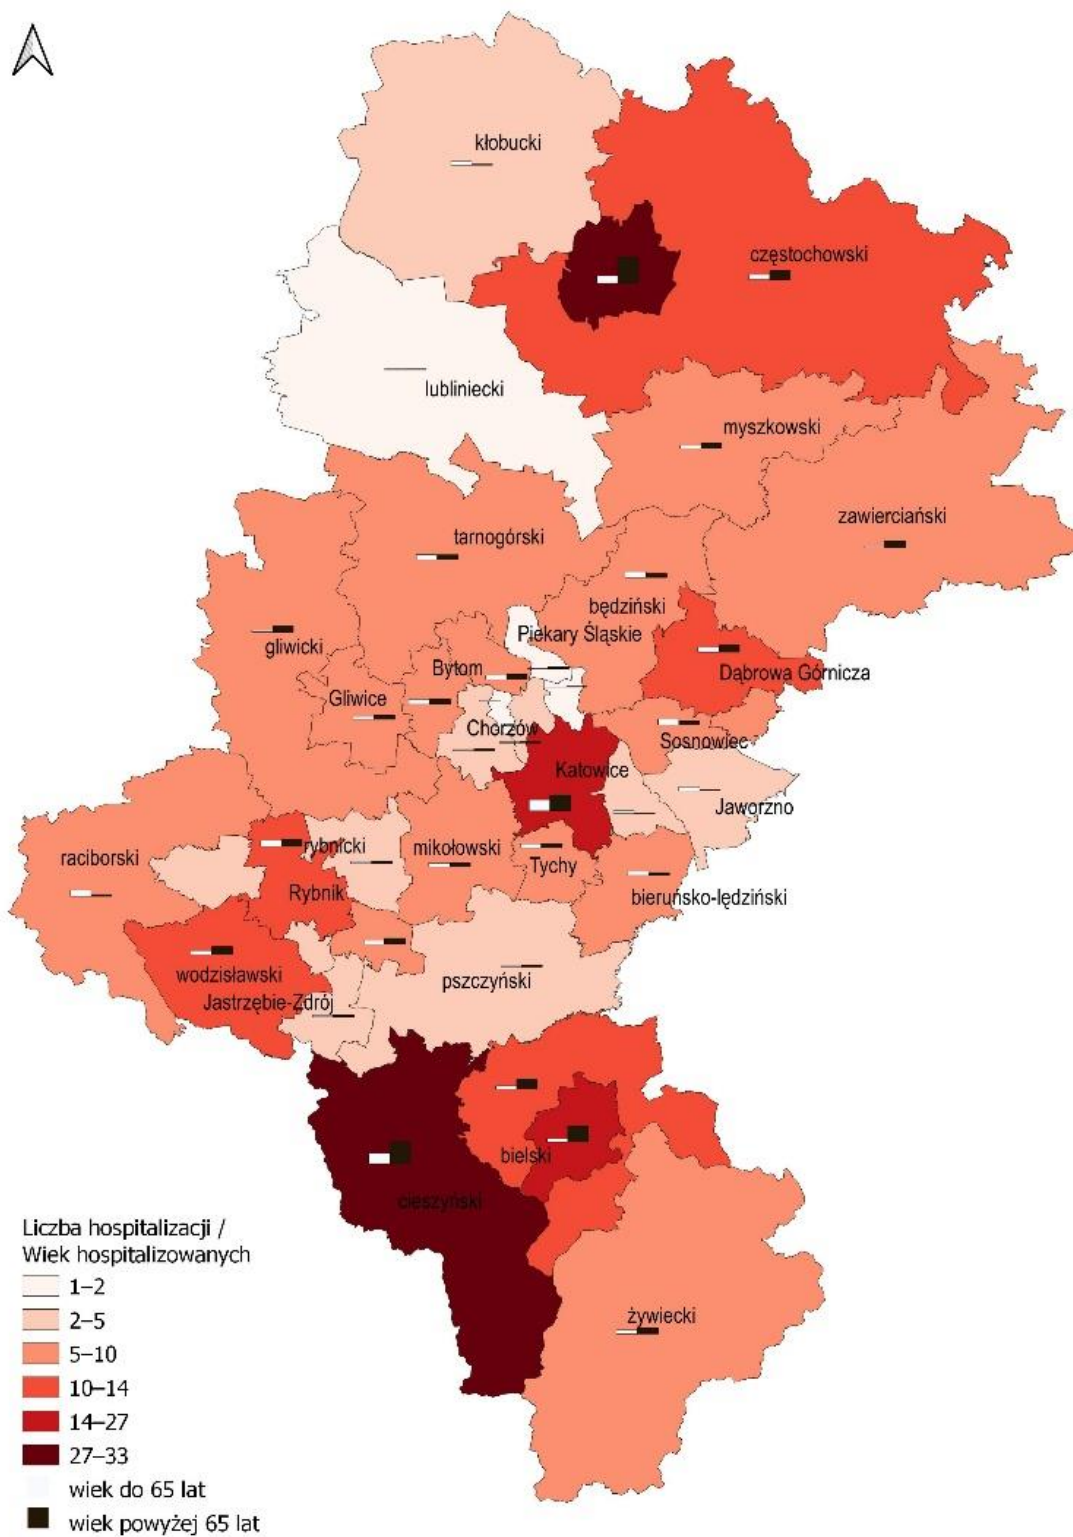 kłobucki
częstochowski
lubliniecki
myszkowski
zawierciański
tarnogórski
będziński
Piekary Śląskie
gliwicki
Bytom
Dąbrowa Górnicza
Gliwice
Chorzów
Sosnowiec
Katowice
Jaworzno
rybnicki
mikołowski
raciborski
Tychy
Rybnik
bieruńsko-lędziński
wodzisławski
pszczyński
Jastrzębie-Zdrój
bielski
cieszyński
żywiecki
Liczba hospitalizacji /
Wiek hospitalizowanych
1–2
2–5
5–10
10–14
14–27
27–33
wiek do 65 lat
wiek powyżej 65 lat